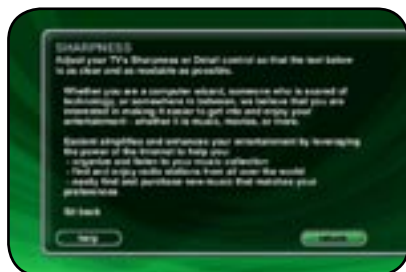 SHARPNESS
Adjust your TV's Sharpness or Detail control so that the text below
is as clear and as readable as possible.
Whether you are a computer wizard, someone who is scared of
technology, or somewhere in between, we believe that you are
interested in making it easier to get into and enjoy your
entertainment - whether it is music, movies, or more.
simplifies and enhances your entertainment by leveraging
the power of the Internet to help you:
- organize and listen to your music collection
- find and enjoy radio stations from all over the world
- easily find and purchase new music that matches your
preferences
Sit back
help